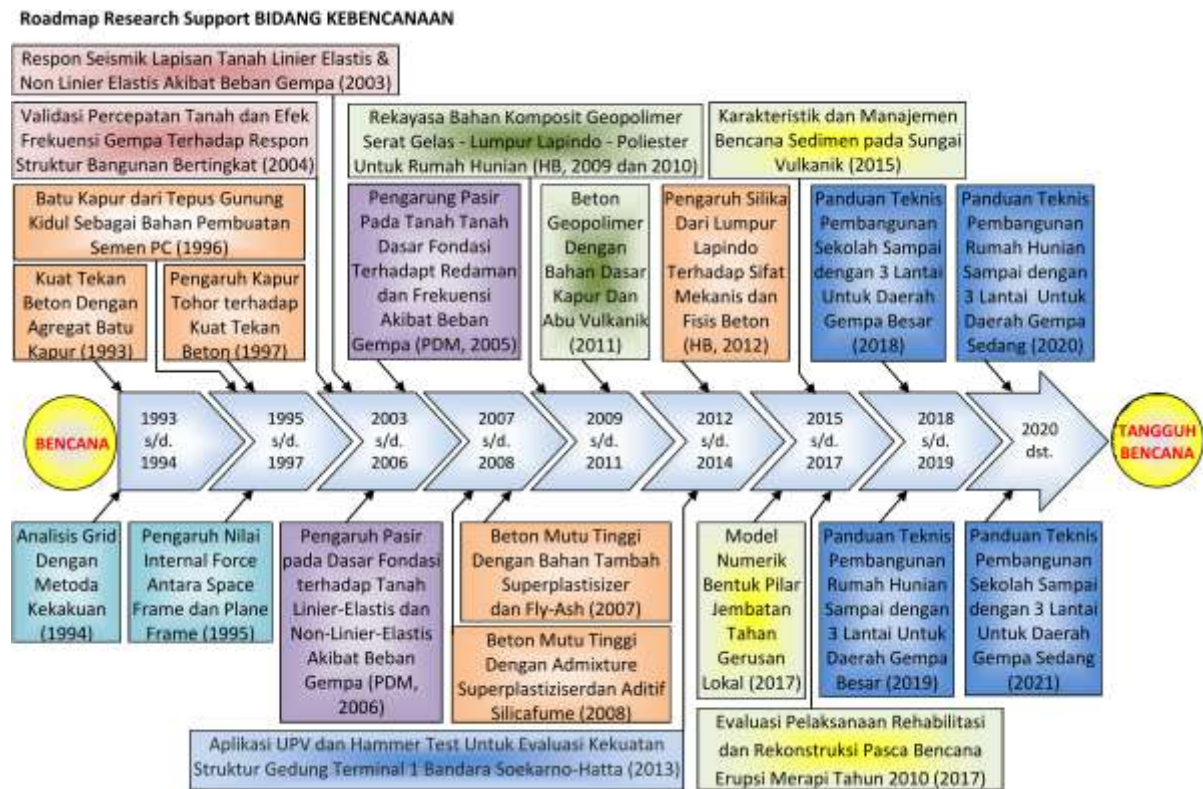 Roadmap Research Support BIDANG KEBENCANAAN
Respon Seismik Lapisan Tanah Linier Elastis &
Non Linier Elastis Akibat Beban Gempa (2003)
Validasi Percepatan Tanah dan Efek
Frekuensi Gempa Terhadap Respon
Struktur Bangunan Bertingkat (2004)
Batu Kapur dari Tepus Gunung
Kidul Sebagai Bahan Pembuatan
Semen PC (1996)
Kuat Tekan
Beton Dengan
Agregat Batu
Kapur (1993)
Pengaruh Kapur
Tohor terhadap
Kuat Tekan
Beton (1997)
Rekayasa Bahan Komposit Geopolimer
Serat Gelas - Lumpur Lapindo - Poliester
Untuk Rumah Hunian (HB, 2009 dan 2010)
Pengarung Pasir
Pada Tanah Tanah
Dasar Fondasi
Terhadapt Redaman
dan Frekuensi
Akibat Beban
Gempa (PDM, 2005)
Beton
Geopolimer
Dengan
Bahan Dasar
Kapur Dan
Abu Vulkanik
(2011)
Pengaruh Silika
Dari Lumpur
Lapindo
Terhadap Sifat
Mekanis dan
Fisis Beton
(HB, 2012)
Karakteristik dan Manajemen
Bencana Sedimen pada Sungai
Vulkanik (2015)
Panduan Teknis
Pembangunan
Sekolah Sampai
dengan 3 Lantai
Untuk Daerah
Gempa Besar
(2018)
Panduan Teknis
Pembangunan
Rumah Hunian
Sampai dengan
3 Lantai Untuk
Daerah Gempa
Sedang (2020)
BENCANA
1993
s/d.
1994
1995
s/d.
1997
2003
s/d.
2006
2007
s/d.
2008
2009
s/d.
2011
2012
s/d.
2014
2015
s/d.
2017
2018
s/d.
2019
2020
dst.
TANGGUH
BENCANA
Analisis Grid
Dengan
Metoda
Kekakuan
(1994)
Pengaruh Nilai
Internal Force
Antara Space
Frame dan Plane
Frame (1995)
Pengaruh Pasir
pada Dasar Fondasi
terhadap Tanah
Linier-Elastis dan
Non-Linier-Elastis
Akibat Beban
Gempa (PDM,
2006)
Beton Mutu Tinggi
Dengan Bahan Tambah
Superplastisizer
dan Fly-Ash (2007)
Beton Mutu Tinggi
Dengan Admixture
Superplastiziserdan Aditif
Silicafume (2008)
Model
Numerik
Bentuk Pilar
Jembatan
Tahan
Gerusan
Lokal (2017)
Panduan Teknis
Pembangunan
Rumah Hunian
Sampai dengan
3 Lantai Untuk
Daerah Gempa
Besar (2019)
Panduan Teknis
Pembangunan
Sekolah Sampai
dengan 3 Lantai
Untuk Daerah
Gempa Sedang
(2021)
Aplikasi UPV dan Hammer Test Untuk Evaluasi Kekuatan
Struktur Gedung Terminal 1 Bandara Soekarno-Hatta (2013)
Evaluasi Pelaksanaan Rehabilitasi
dan Rekonstruksi Pasca Bencana
Erupsi Merapi Tahun 2010 (2017)